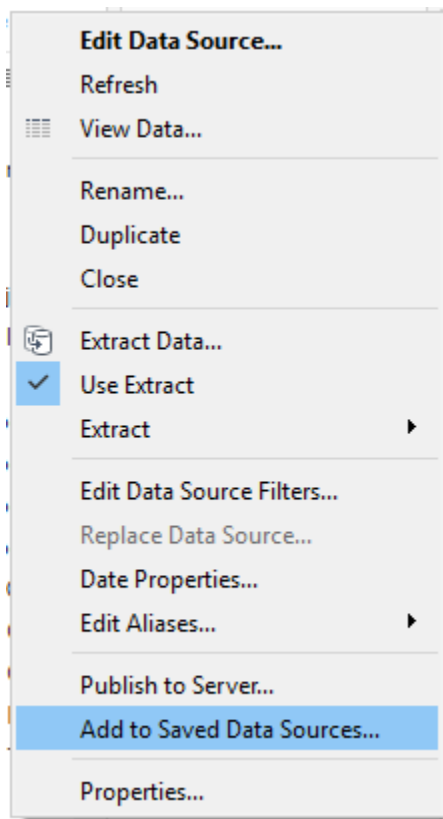 Edit Data Source...
Refresh
View Data...
Rename...
Duplicate
Close
Extract Data...
Use Extract
Extract
Edit Data Source Filters...
Replace Data Source...
Date Properties...
Edit Aliases...
Publish to Server...
Add to Saved Data Sources...
Properties...